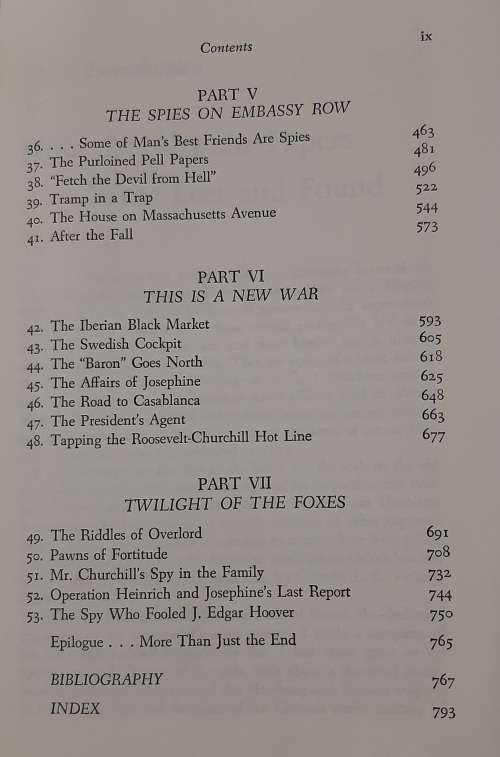 Contents ix
PART V
THE SPIES ON EMBASSY ROW
36. . . . Some of Man's Best Friends Are Spies 463
37. The Purloined Pell Papers 481
38. "Fetch the Devil from Hell" 496
39. Tramp in a Trap 522
40. The House on Massachusetts Avenue 544
41. After the Fall 573
PART VI
THIS IS A NEW WAR
42. The Iberian Black Market 593
43. The Swedish Cockpit 605
44. The "Baron" Goes North 618
45. The Affairs of Josephine 625
46. The Road to Casablanca 648
47. The President's Agent 663
48. Tapping the Roosevelt-Churchill Hot Line 677
PART VII
TWILIGHT OF THE FOXES
49. The Riddles of Overlord 691
50. Pawns of Fortitude 708
51. Mr. Churchill's Spy in the Family 732
52. Operation Heinrich and Josephine's Last Report 744
53. The Spy Who Fooled J. Edgar Hoover 750
Epilogue . . . More Than Just the End 765
BIBLIOGRAPHY 767
INDEX 793